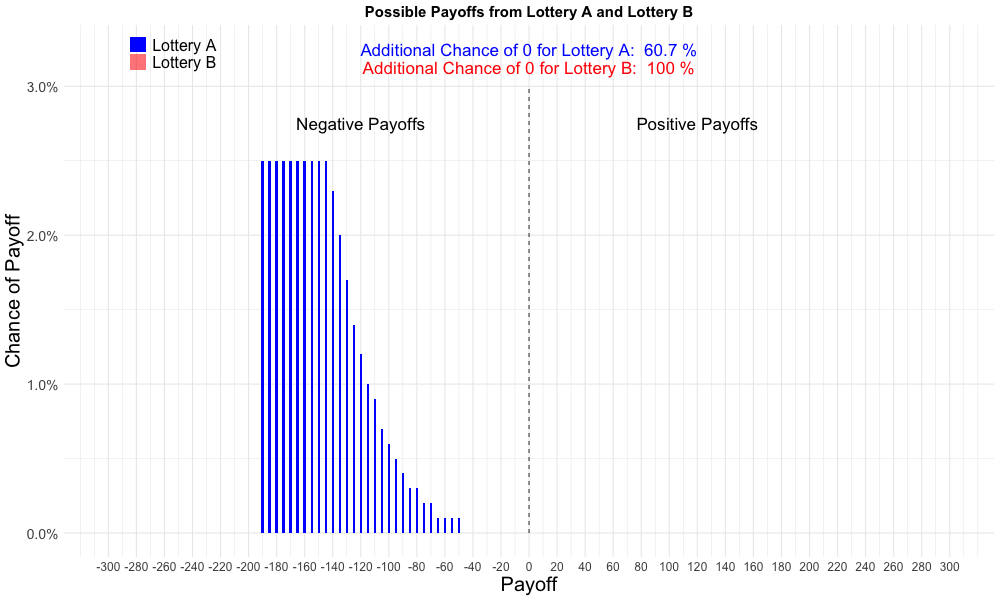 Possible Payoffs from Lottery A and Lottery B
Lottery A
Lottery B
Additional Chance of 0 for Lottery A:  60.7 %
Additional Chance of 0 for Lottery B:  100 %
Negative Payoffs
Positive Payoffs
Chance of Payoff
3.0%
2.0%
1.0%
0.0%
-300 -280 -260 -240 -220 -200 -180 -160 -140 -120 -100 -80 -60 -40 -20 0 20 40 60 80 100 120 140 160 180 200 220 240 260 280 300
Payoff